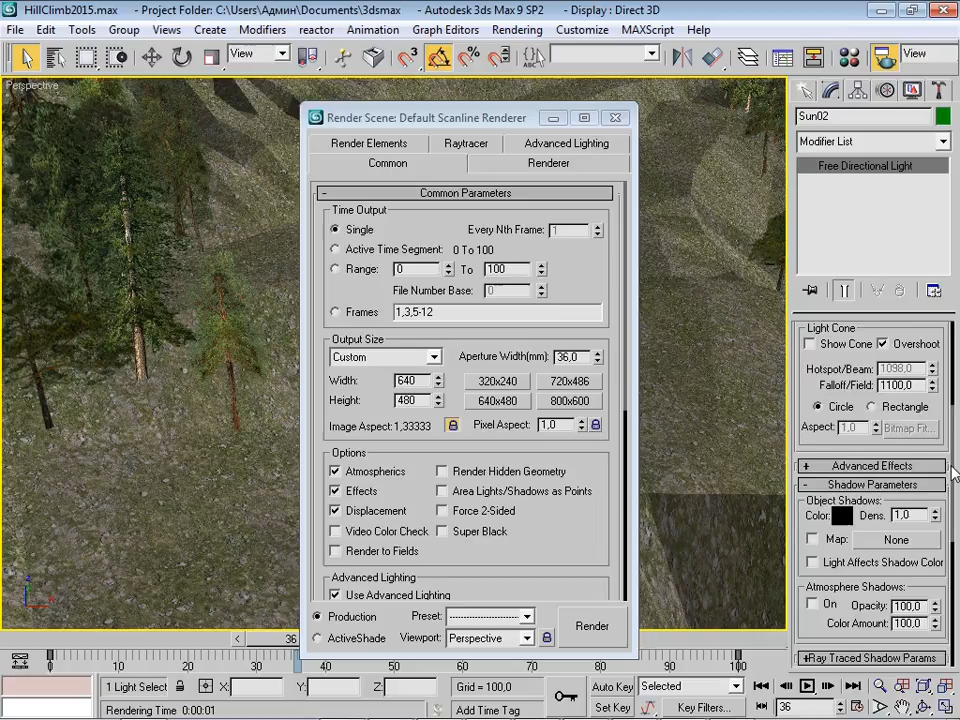 HillClimb2015.max - Project Folder: C:\Users\Админ\Documents\3dsmax - Autodesk 3ds Max 9 SP2 - Display : Direct 3D
File Edit Tools Group Views Create Modifiers reactor Animation Graph Editors Rendering Customize MAXScript Help
View View
Perspective
Render Scene: Default Scanline Renderer
Render Elements Raytracer Advanced Lighting
Common Renderer
- Common Parameters
Time Output
Single Every Nth Frame: 1
Active Time Segment: 0 To 100
Range: 0 To 100
File Number Base: 0
Frames 1,3,5-12
Output Size
Custom Aperture Width(mm): 36,0
Width: 640 320x240 720x486
Height: 480 640x480 800x600
Image Aspect: 1,33333 Pixel Aspect: 1,0
Options
Atmospherics Render Hidden Geometry
Effects Area Lights/Shadows as Points
Displacement Force 2-Sided
Video Color Check Super Black
Render to Fields
Advanced Lighting
Use Advanced Lighting
Production Preset: Render
ActiveShade Viewport: Perspective
Sun02
Modifier List
Free Directional Light
Light Cone
Show Cone Overshoot
Hotspot/Beam: 1098,0
Falloff/Field: 1100,0
Circle Rectangle
Aspect: 1,0 Bitmap Fit...
+ Advanced Effects
- Shadow Parameters
Object Shadows:
Color: Dens. 1,0
Map: None
Light Affects Shadow Color
Atmosphere Shadows:
On Opacity: 100,0
Color Amount: 100,0
+Ray Traced Shadow Params
< 36
0 10 20 30 40 50 60 70 80 90 100
1 Light Select X: Y: Z: Grid = 100,0 Auto Key Selected
Rendering Time 0:00:01 Add Time Tag Set Key Key Filters... 36